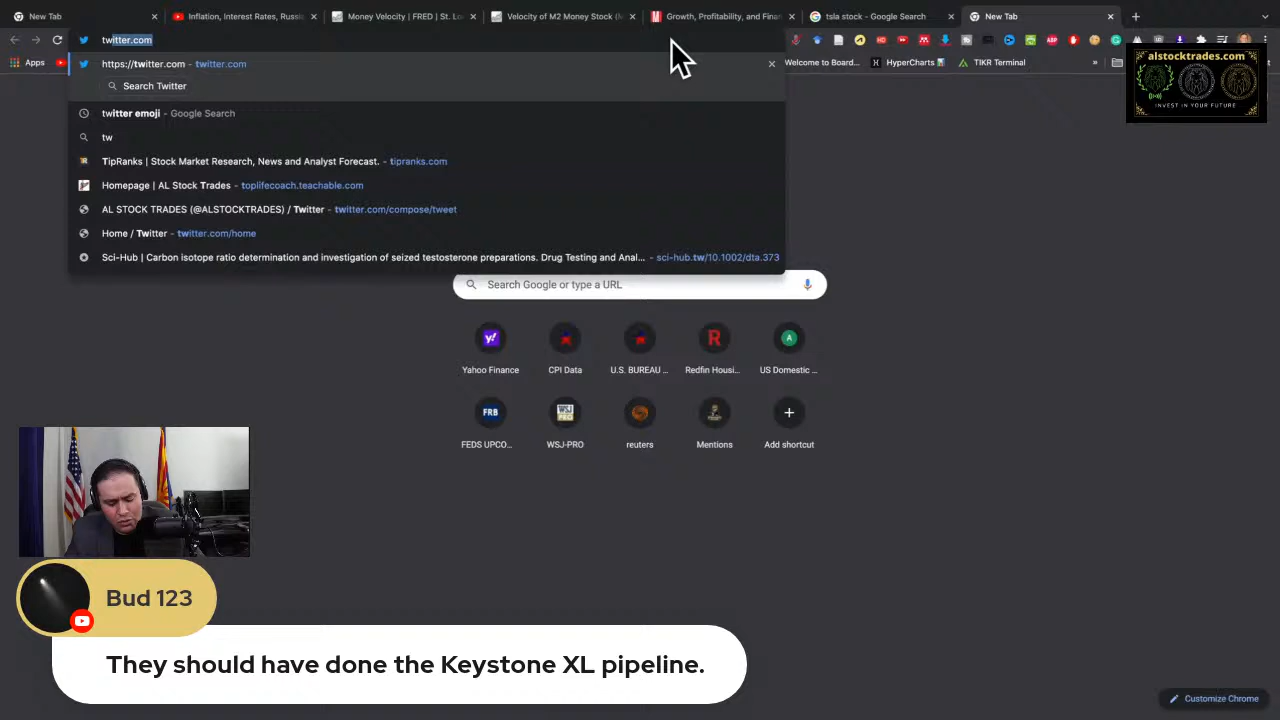 New Tab
Inflation, Interest Rates, Russi
Money Velocity | FRED | St. Lo
Velocity of M2 Money Stock (M
Growth, Profitability, and Finan
tsla stock - Google Search
New Tab
twitter.com
Apps
https://twitter.com - twitter.com
Search Twitter
twitter emoji - Google Search
tw
TipRanks | Stock Market Research, News and Analyst Forecast. - tipranks.com
Homepage | AL Stock Trades - toplifecoach.teachable.com
AL STOCK TRADES (@ALSTOCKTRADES) / Twitter - twitter.com/compose/tweet
Home / Twitter - twitter.com/home
Sci-Hub | Carbon isotope ratio determination and investigation of seized testosterone preparations. Drug Testing and Anal... - sci-hub.tw/10.1002/dta.373
Welcome to Board...
HyperCharts
TIKR Terminal
»
alstocktrades.com
INVEST IN YOUR FUTURE
Search Google or type a URL
Yahoo Finance
CPI Data
U.S. BUREAU ...
Redfin Housi...
US Domestic ...
FRB
WSJ PRO
FEDS UPCO...
WSJ-PRO
reuters
Mentions
Add shortcut
Bud 123
They should have done the Keystone XL pipeline.
Customize Chrome